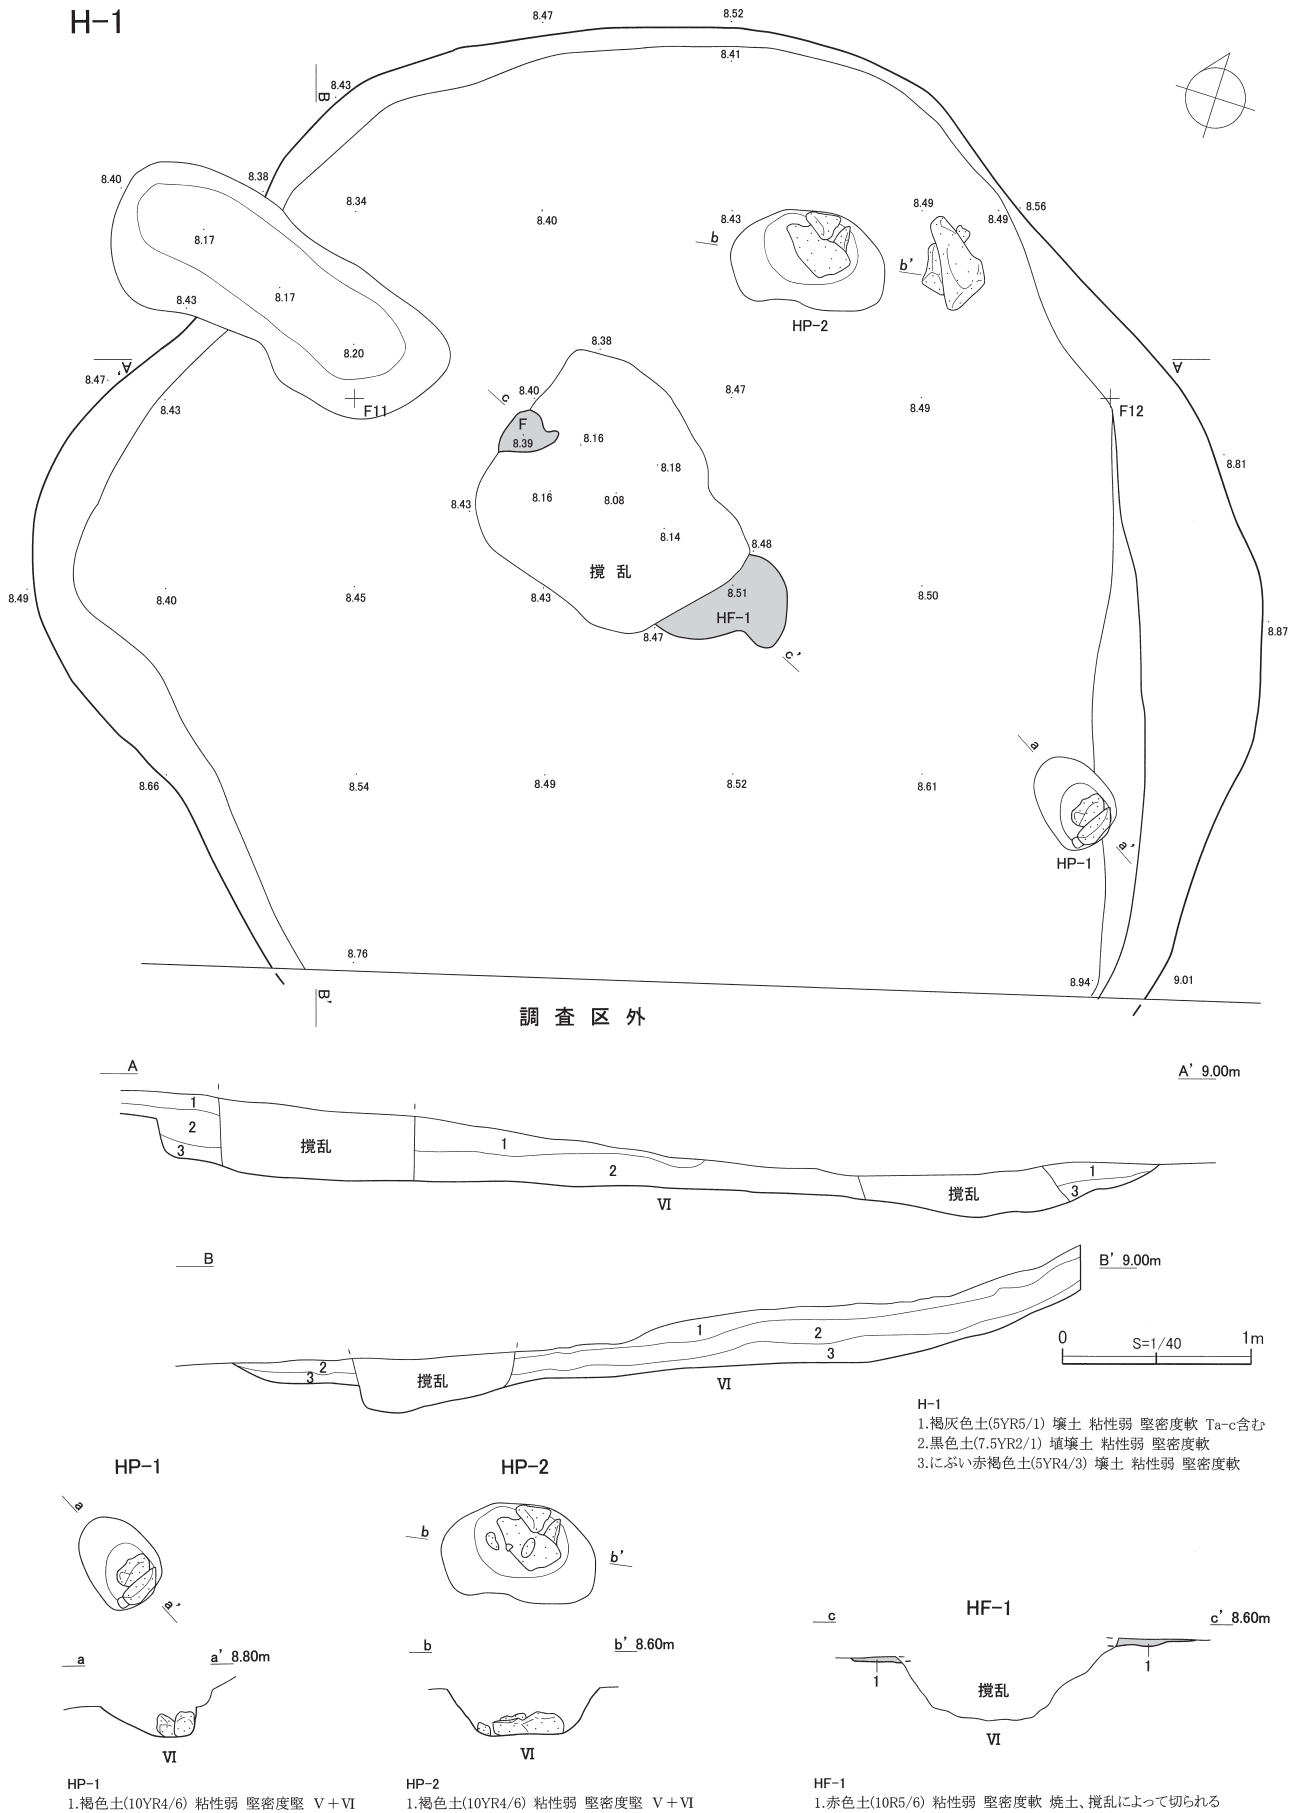 H-1
8.47
8.52
8.41
B
8.43
8.40
8.38
8.34
8.40
8.43
8.49
8.49
8.56
8.17
b
b'
8.43
8.17
HP-2
8.20
8.38
A'
A
8.47
8.43
F11
c
8.40
8.47
8.49
F12
F
8.39
8.16
8.18
8.81
8.43
8.16
8.08
8.14
8.48
撹乱
8.49
8.40
8.45
8.43
8.51
8.50
HF-1
8.47
8.87
c'
a
8.66
8.54
8.49
8.52
8.61
a'
HP-1
8.76
8.94
9.01
B'
調査区外
A
A' 9.00m
1
2
3
撹乱
1
2
撹乱
1
3
Ⅵ
B
B' 9.00m
1
2
3
2
3
撹乱
Ⅵ
0
S=1/40
1m
H-1
1.褐灰色土(5YR5/1) 壌土 粘性弱 堅密度軟 Ta-c含む
2.黒色土(7.5YR2/1) 埴壌土 粘性弱 堅密度軟
3.にぶい赤褐色土(5YR4/3) 壌土 粘性弱 堅密度軟
HP-1
a
a'
a
a' 8.80m
Ⅵ
HP-1
1.褐色土(10YR4/6) 粘性弱 堅密度堅 Ⅴ+Ⅵ
HP-2
b
b'
b
b' 8.60m
Ⅵ
HP-2
1.褐色土(10YR4/6) 粘性弱 堅密度堅 Ⅴ+Ⅵ
HF-1
c
c' 8.60m
1
撹乱
1
Ⅵ
HF-1
1.赤色土(10R5/6) 粘性弱 堅密度軟 焼土、撹乱によって切られる